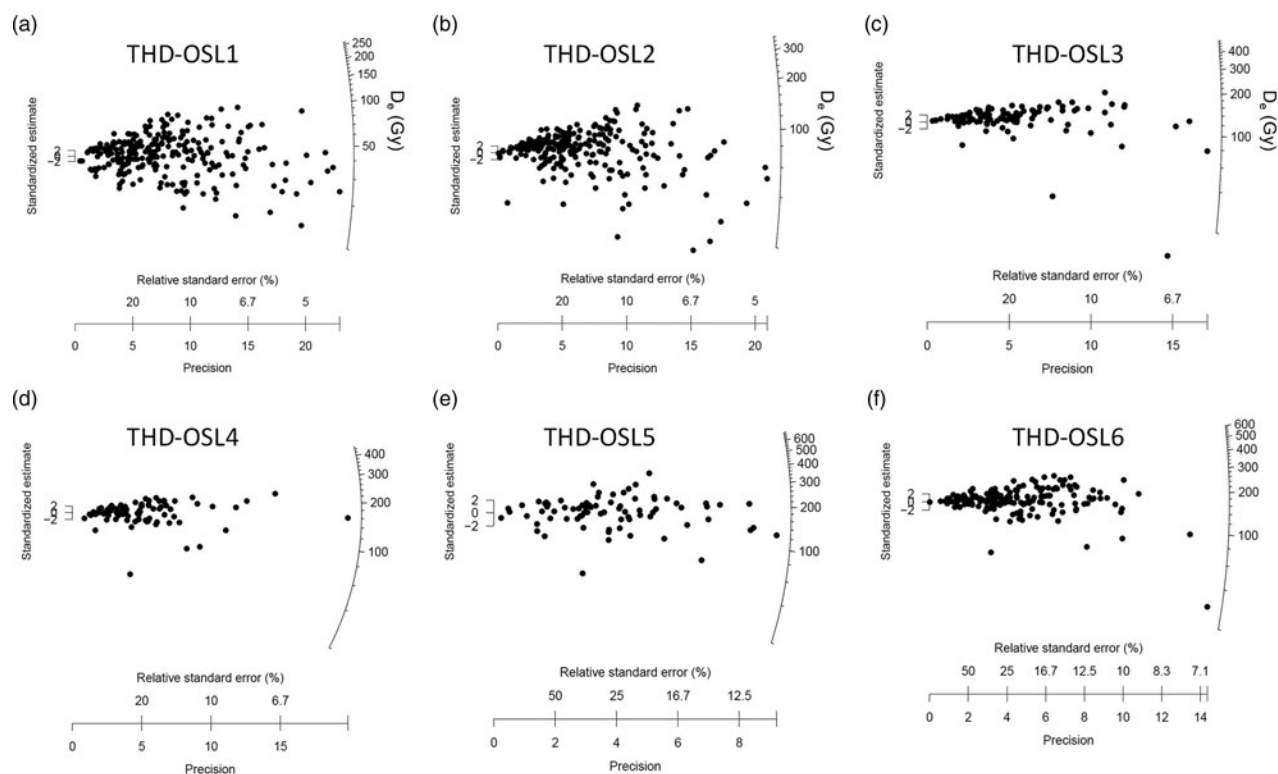 (a)
THD-OSL1
Standardized estimate
2
0
−2
250
200
150
100
50
De (Gy)
Relative standard error (%)
20 10 6.7 5
0 5 10 15 20
Precision
(b)
THD-OSL2
Standardized estimate
2
0
−2
300
200
100
De (Gy)
Relative standard error (%)
20 10 6.7 5
0 5 10 15 20
Precision
(c)
THD-OSL3
Standardized estimate
2
0
−2
400
300
200
100
De (Gy)
Relative standard error (%)
20 10 6.7
0 5 10 15
Precision
(d)
THD-OSL4
Standardized estimate
2
0
−2
400
300
200
100
Relative standard error (%)
20 10 6.7
0 5 10 15
Precision
(e)
THD-OSL5
Standardized estimate
2
0
−2
600
500
400
300
200
100
Relative standard error (%)
50 25 16.7 12.5
0 2 4 6 8
Precision
(f)
THD-OSL6
Standardized estimate
2
0
−2
600
500
400
300
200
100
Relative standard error (%)
50 25 16.7 12.5 10 8.3 7.1
0 2 4 6 8 10 12 14
Precision